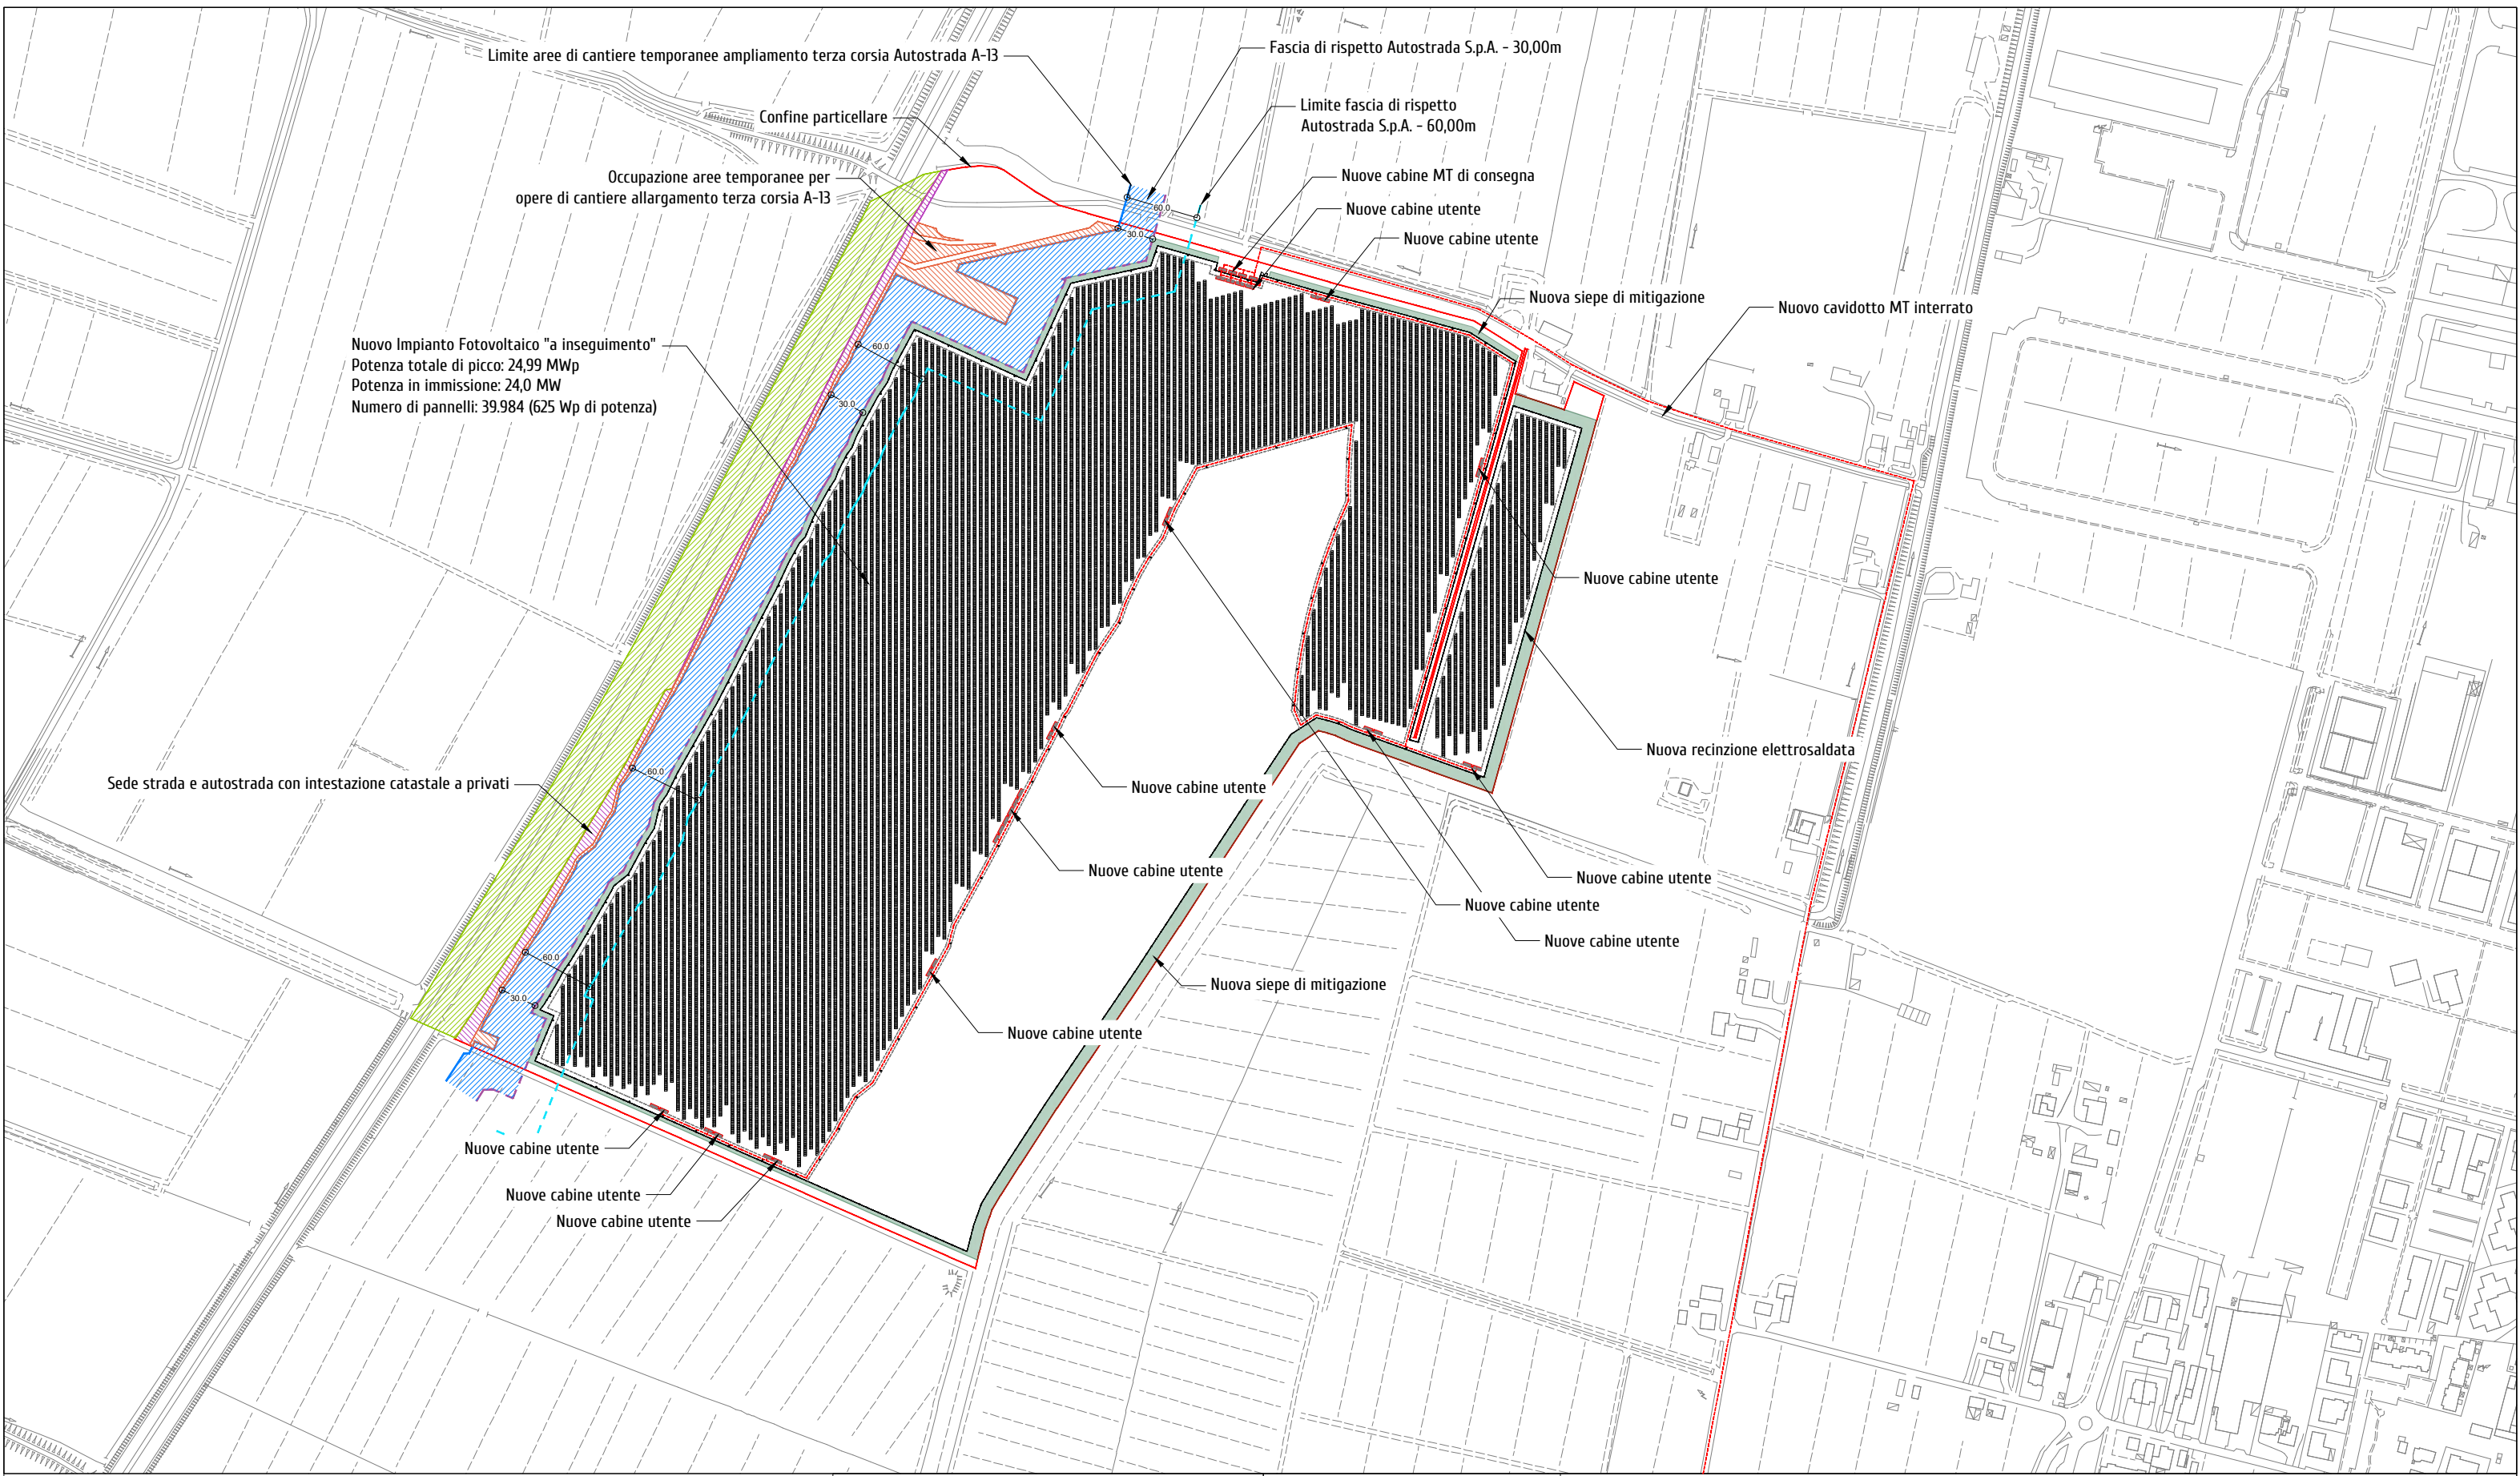 Limite aree di cantiere temporanee ampliamento terza corsia Autostrada A-13
Fascia di rispetto Autostrada S.p.A. - 30,00m
Confine particellare
Limite fascia di rispetto
Autostrada S.p.A. - 60,00m
Occupazione aree temporanee per
opere di cantiere allargamento terza corsia A-13
Nuove cabine MT di consegna
Nuove cabine utente
60.0
30.0
Nuove cabine utente
Nuova siepe di mitigazione
Nuovo cavidotto MT interrato
Nuovo Impianto Fotovoltaico "a inseguimento"
Potenza totale di picco: 24,99 MWp
Potenza in immissione: 24,0 MW
Numero di pannelli: 39.984 (625 Wp di potenza)
60.0
30.0
Nuove cabine utente
Nuova recinzione elettrosaldata
60.0
Sede strada e autostrada con intestazione catastale a privati
Nuove cabine utente
Nuove cabine utente
Nuove cabine utente
Nuove cabine utente
Nuove cabine utente
60.0
30.0
Nuova siepe di mitigazione
Nuove cabine utente
Nuove cabine utente
Nuove cabine utente
Nuove cabine utente